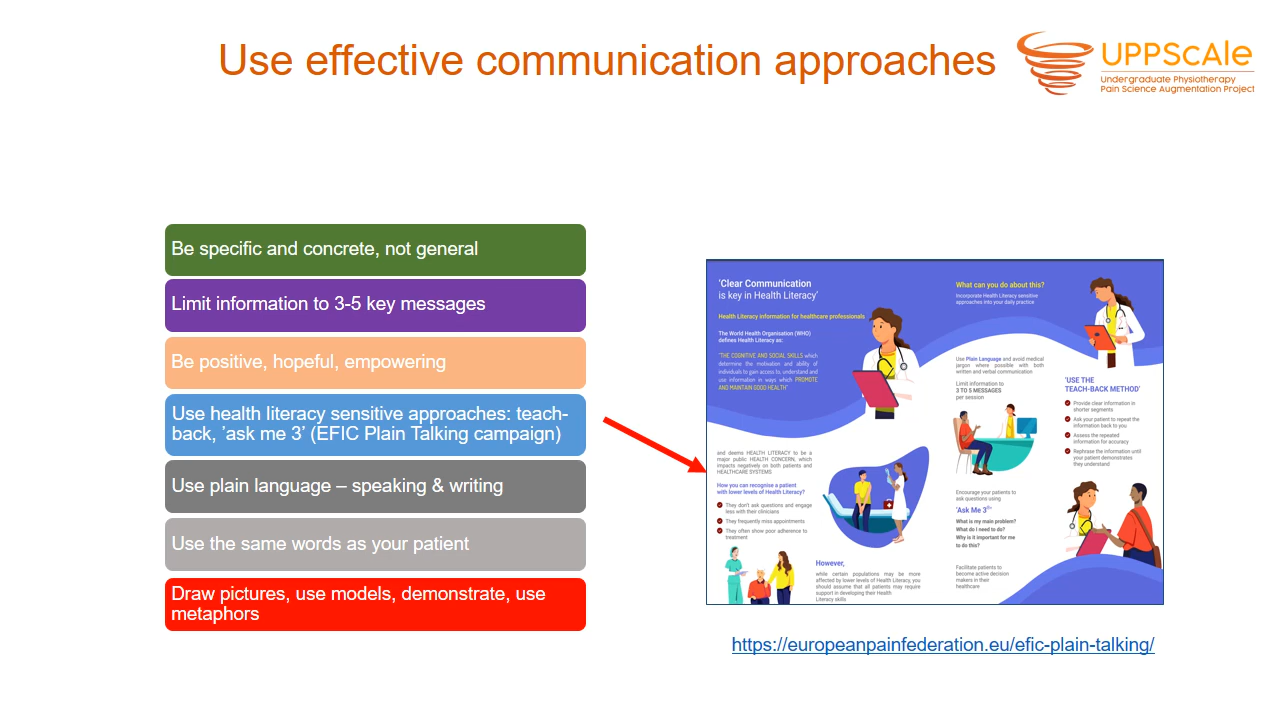 Use effective communication approaches
UPPScAle
Undergraduate Physiotherapy
Pain Science Augmentation Project
Be specific and concrete, not general
Limit information to 3-5 key messages
Be positive, hopeful, empowering
Use health literacy sensitive approaches: teach-
back, 'ask me 3' (EFIC Plain Talking campaign)
Use plain language – speaking & writing
Use the same words as your patient
Draw pictures, use models, demonstrate, use
metaphors
'Clear Communication
is key in Health Literacy'
Health Literacy information for healthcare professionals
The World Health Organisation (WHO)
defines Health Literacy as:
"THE COGNITIVE AND SOCIAL SKILLS which
determine the motivation and ability of
individuals to gain access to, understand and
use information in ways which PROMOTE
AND MAINTAIN GOOD HEALTH"
and deems HEALTH LITERACY to be a
major public HEALTH CONCERN, which
impacts negatively on both patients and
HEALTHCARE SYSTEMS
How you can recognise a patient
with lower levels of Health Literacy?
They don't ask questions and engage
less with their clinicians
They frequently miss appointments
They often show poor adherence to
treatment
However,
while certain populations may be more
affected by lower levels of Health Literacy, you
should assume that all patients may require
support in developing their Health
Literacy skills
What can you do about this?
Incorporate Health Literacy sensitive
approaches into your daily practice
Use Plain Language and avoid medical
jargon where possible with both
written and verbal communication
Limit information to
3 TO 5 MESSAGES
per session
Encourage your patients to
ask questions using
'Ask Me 3
What is my main problem?
What do I need to do?
Why is it important for me
to do this?
Facilitate patients to
become active decision
makers in their
healthcare
'USE THE
TEACH-BACK METHOD'
Provide clear information in
shorter segments
Ask your patient to repeat the
information back to you
Assess the repeated
information for accuracy
Rephrase the information until
your patient demonstrates
they understand
https://europeanpainfederation.eu/efic-plain-talking/